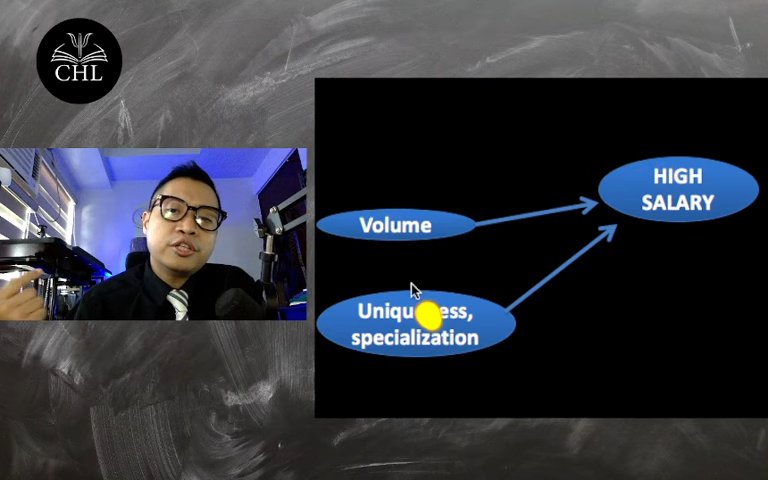 CHL
HIGH
SALARY
Volume
specialization